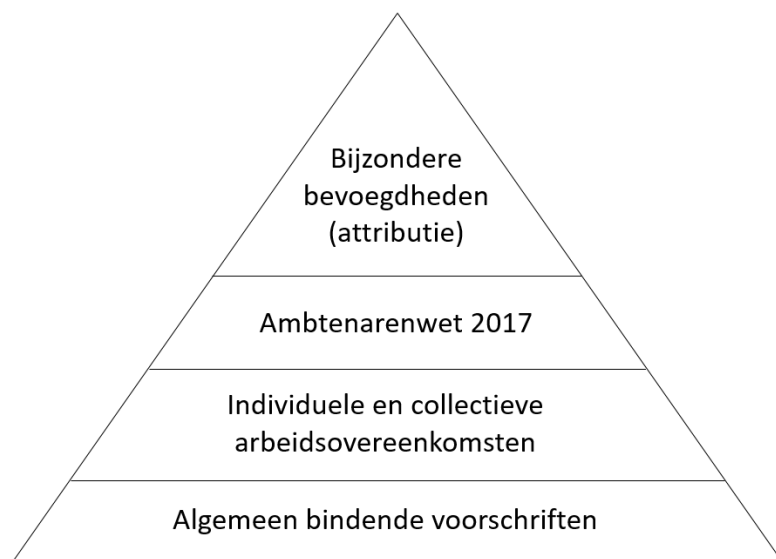 Bijzondere
bevoegdheden
(attributie)
Ambtenarenwet 2017
Individuele en collectieve
arbeidsovereenkomsten
Algemeen bindende voorschriften